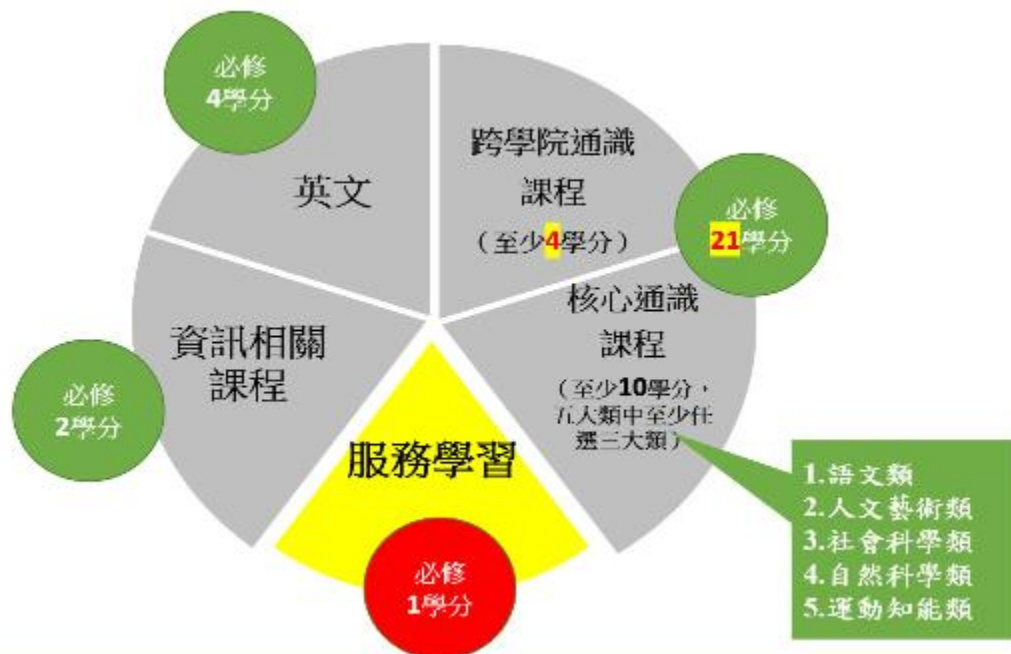 必修
4學分
英文
跨學院通識
課程
（至少4學分）
必修
21學分
核心通識
課程
（至少10學分，
五大類中至少任
選三大類）
1.語文類
2.人文藝術類
3.社會科學類
4.自然科學類
5.運動知能類
服務學習
必修
1學分
資訊相關
課程
必修
2學分